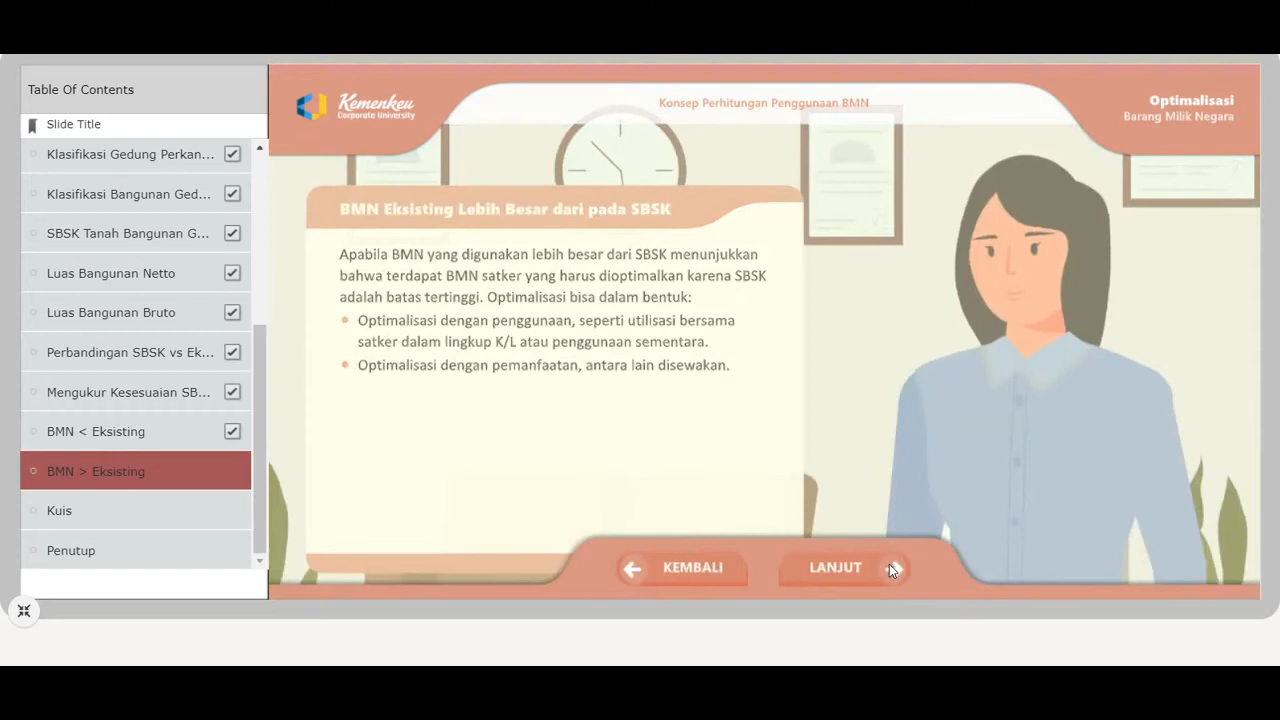 Table Of Contents
Slide Title
Klasifikasi Gedung Perkan...
Klasifikasi Bangunan Ged...
SBSK Tanah Bangunan G...
Luas Bangunan Netto
Luas Bangunan Bruto
Perbandingan SBSK vs Ek...
Mengukur Kesesuaian SB...
BMN < Eksisting
BMN > Eksisting
Kuis
Penutup
Kemenkeu
Corporate University
Konsep Perhitungan Penggunaan BMN
Optimalisasi
Barang Milik Negara
BMN Eksisting Lebih Besar dari pada SBSK
Apabila BMN yang digunakan lebih besar dari SBSK menunjukkan
bahwa terdapat BMN satker yang harus dioptimalkan karena SBSK
adalah batas tertinggi. Optimalisasi bisa dalam bentuk:
• Optimalisasi dengan penggunaan, seperti utilisasi bersama
satker dalam lingkup K/L atau penggunaan sementara.
• Optimalisasi dengan pemanfaatan, antara lain disewakan.
KEMBALI
LANJUT